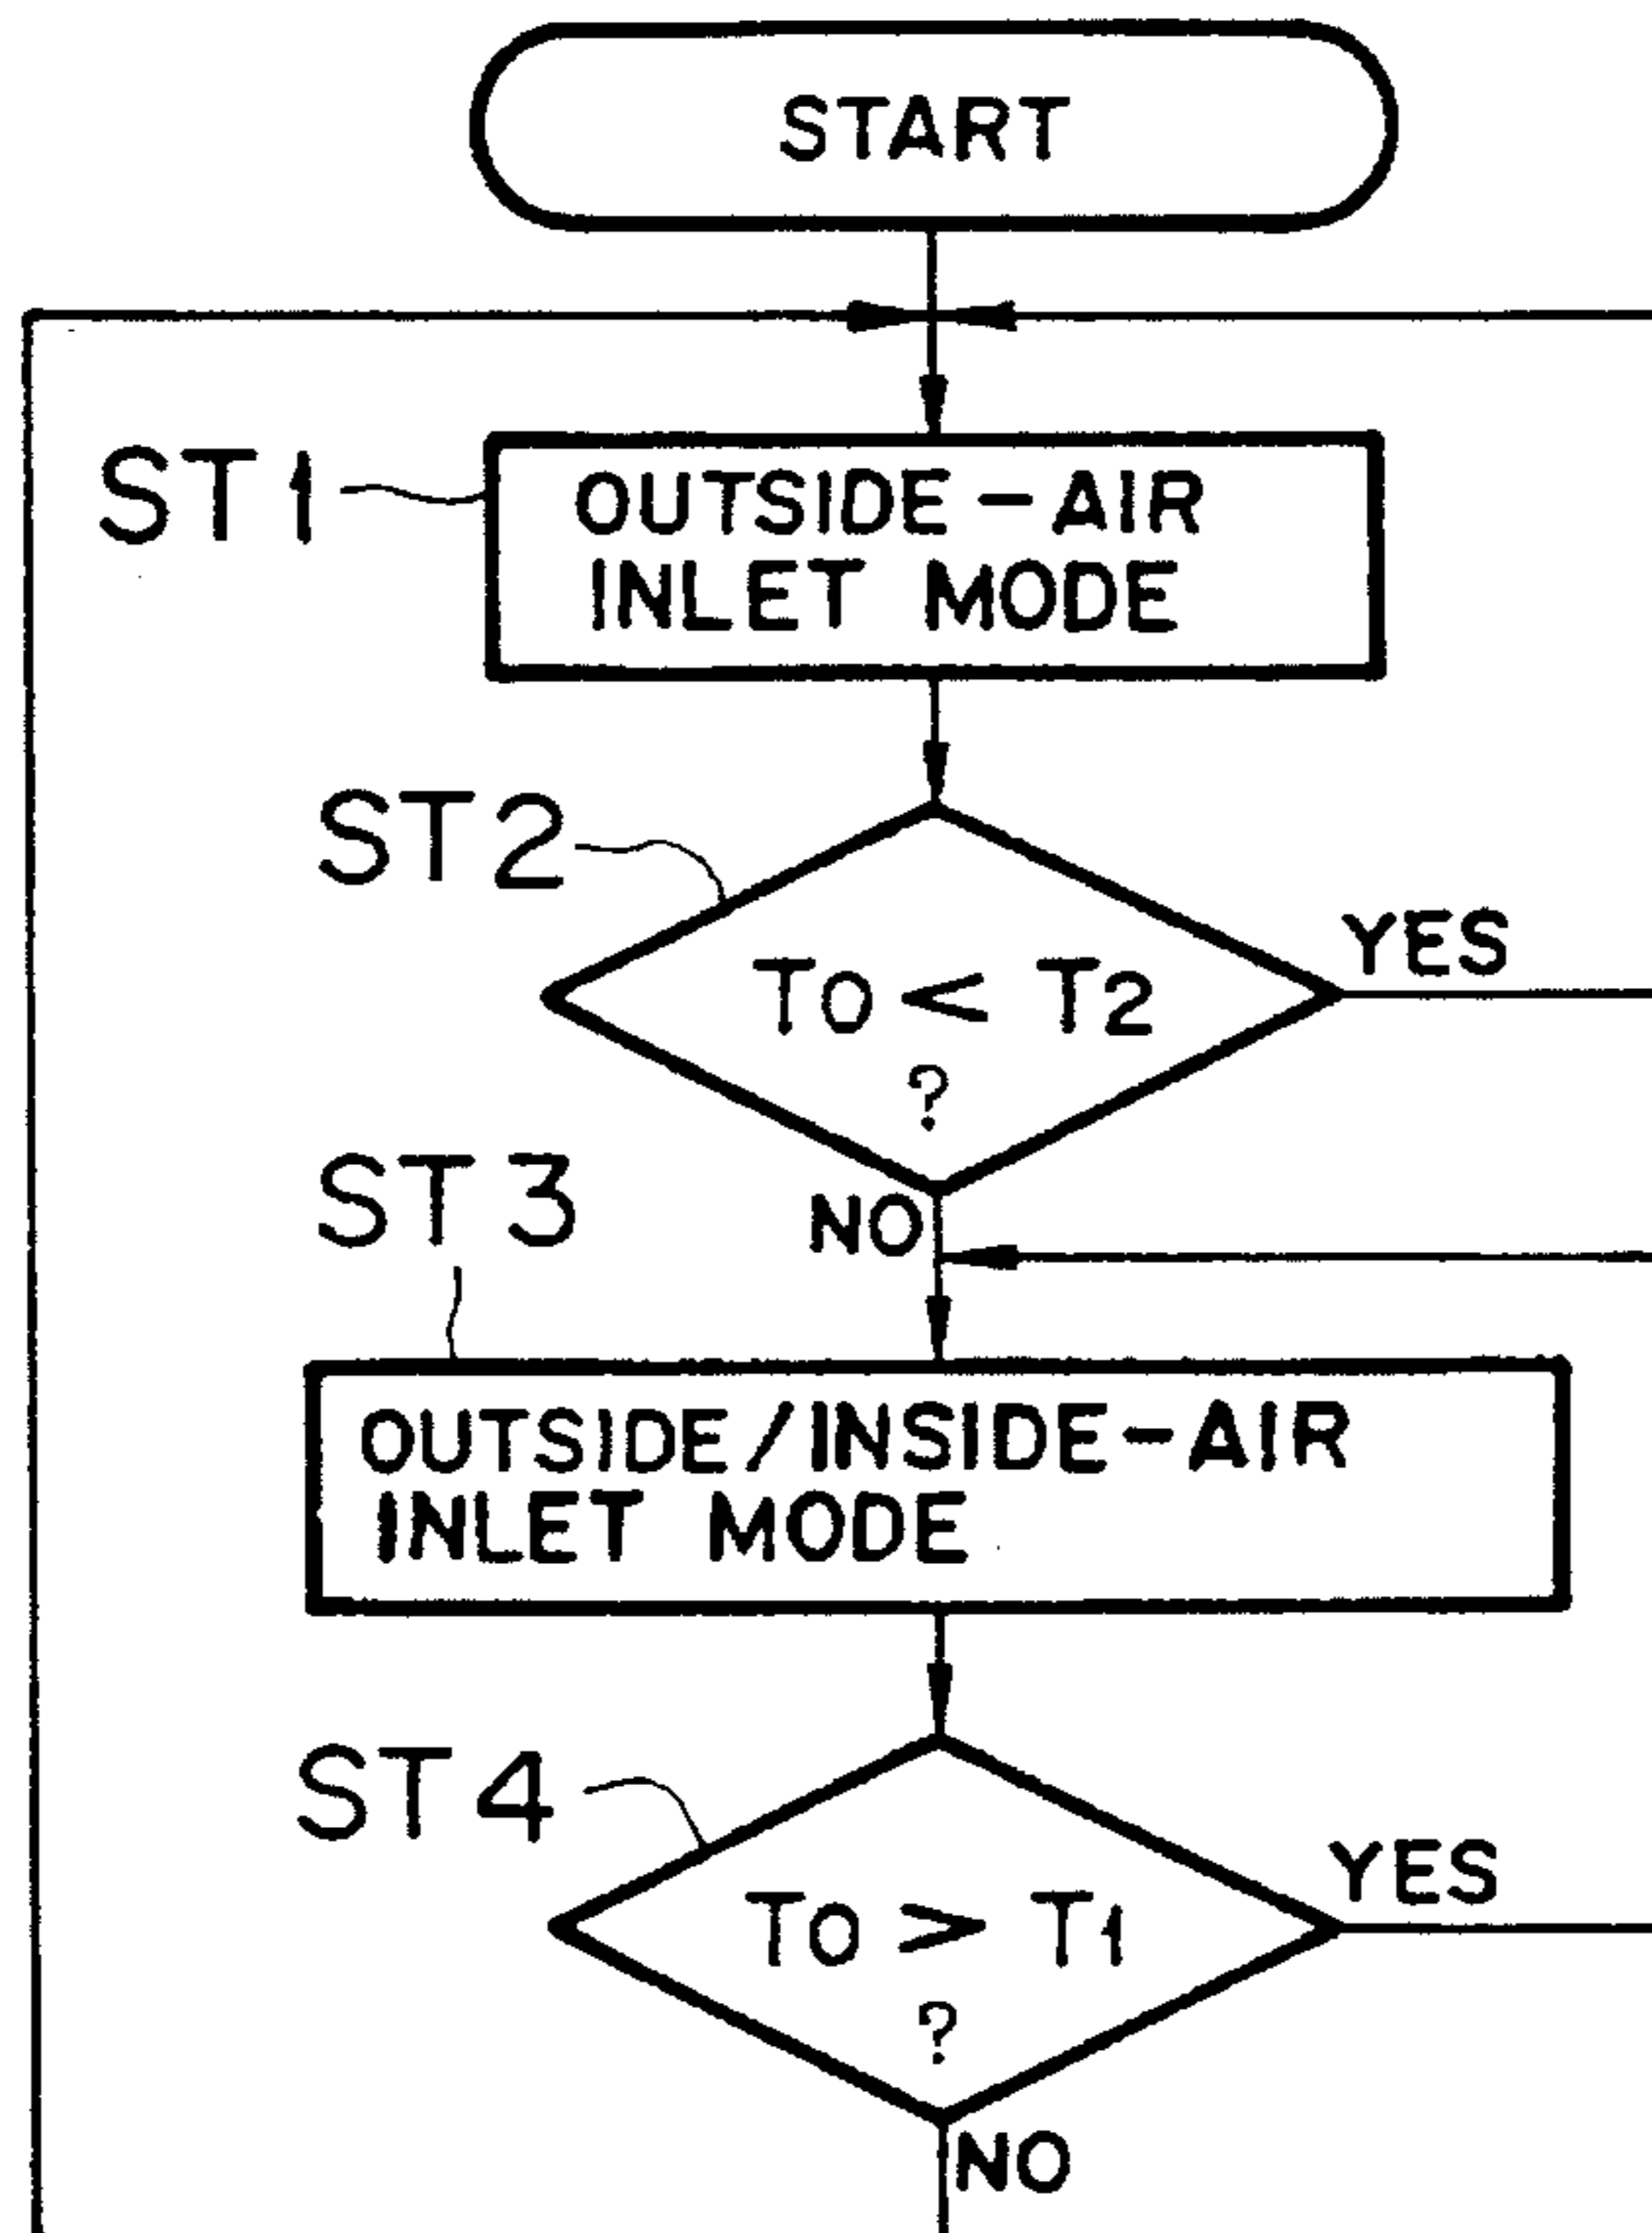 START
ST1
OUTSIDE-AIR
INLET MODE
ST2
YES
To < T2
?
NO
ST3
OUTSIDE/INSIDE-AIR
INLET MODE
ST4
YES
To > T1
?
NO